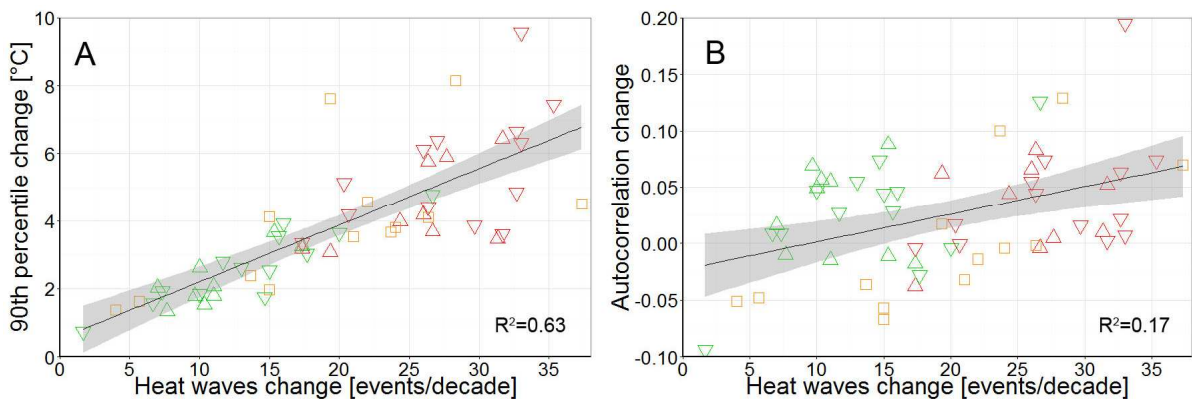 A
90th percentile change [°C]
10
8
6
4
2
0
0 5 10 15 20 25 30 35
Heat waves change [events/decade]
R²=0.63
B
Autocorrelation change
0.20
0.15
0.10
0.05
0.00
-0.05
-0.10
0 5 10 15 20 25 30 35
Heat waves change [events/decade]
R²=0.17